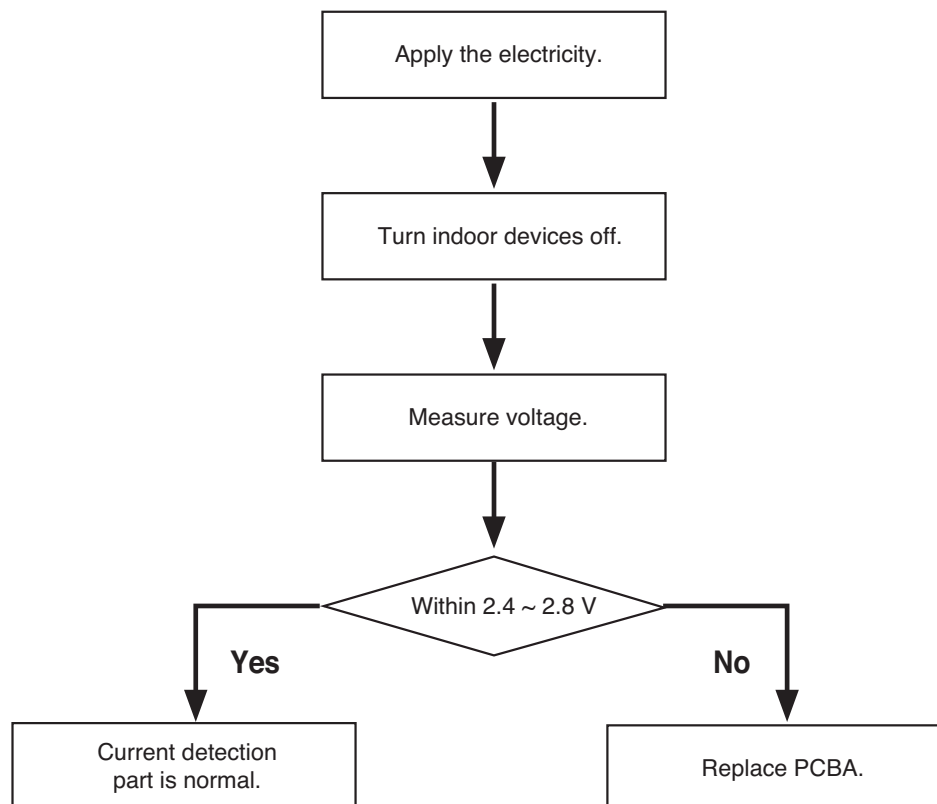 Apply the electricity.
Turn indoor devices off.
Measure voltage.
Within 2.4 ~ 2.8 V
Yes
No
Current detection
part is normal.
Replace PCBA.